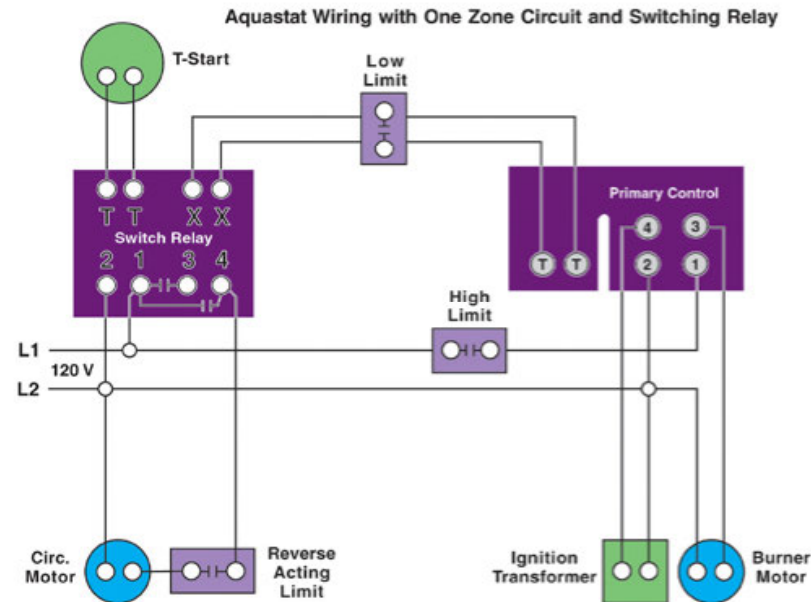 Aquastat Wiring with One Zone Circuit and Switching Relay
T-Start
Low
Limit
T T X X
Switch Relay
2 1 3 4
Primary Control
4 3
T T 2 1
High
Limit
L1
120 V
L2
Circ.
Motor
Reverse
Acting
Limit
Ignition
Transformer
Burner
Motor